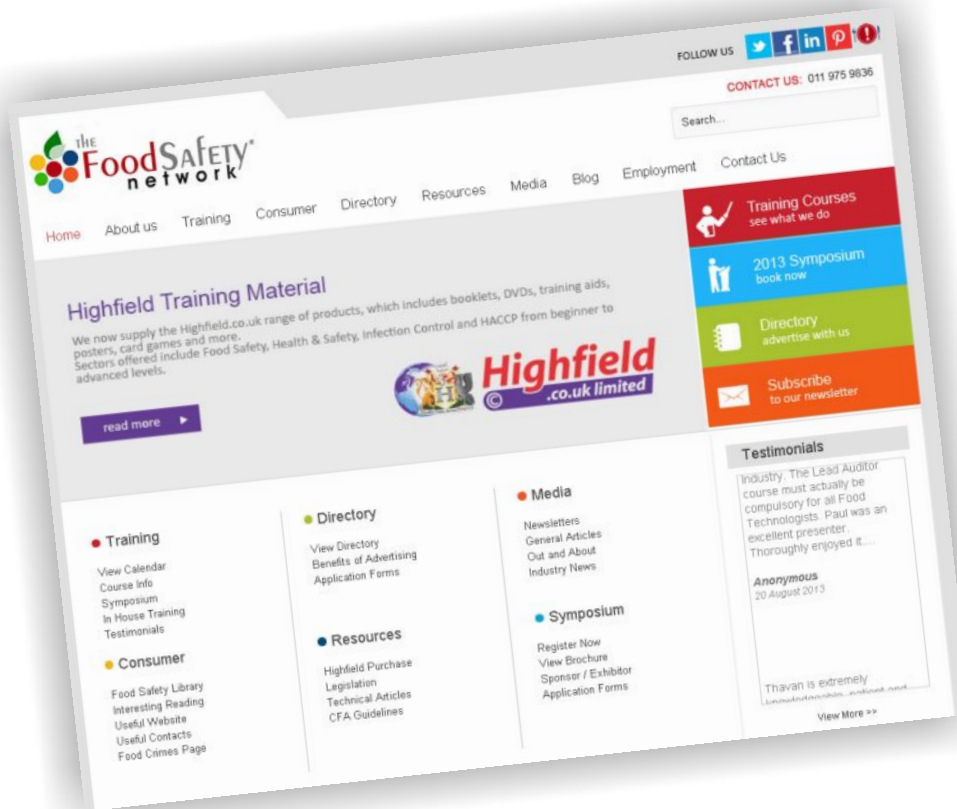 FOLLOW US
CONTACT US: 011 975 9836
Search...
THE
Food SAFETY
network
Home About us Training Consumer Directory Resources Media Blog Employment Contact Us
Highfield Training Material
We now supply the Highfield.co.uk range of products, which includes booklets, DVDs, training aids,
posters, card games and more.
Sectors offered include Food Safety, Health & Safety, Infection Control and HACCP from beginner to
advanced levels.
read more
H
©
Highfield
.co.uk limited
Training Courses
see what we do
2013 Symposium
book now
Directory
advertise with us
Subscribe
to our newsletter
Training
View Calendar
Course Info
Symposium
In House Training
Testimonials
Consumer
Food Safety Library
Interesting Reading
Useful Website
Useful Contacts
Food Crimes Page
Directory
View Directory
Benefits of Advertising
Application Forms
Resources
Highfield Purchase
Legislation
Technical Articles
CFA Guidelines
Media
Newsletters
General Articles
Out and About
Industry News
Symposium
Register Now
View Brochure
Sponsor / Exhibitor
Application Forms
Testimonials
Industry. The Lead Auditor
course must actually be
compulsory for all Food
Technologists. Paul was an
excellent presenter.
Thoroughly enjoyed it....
Anonymous
20 August 2013
Thavan is extremely
knowledgeable, patient and
View More >>